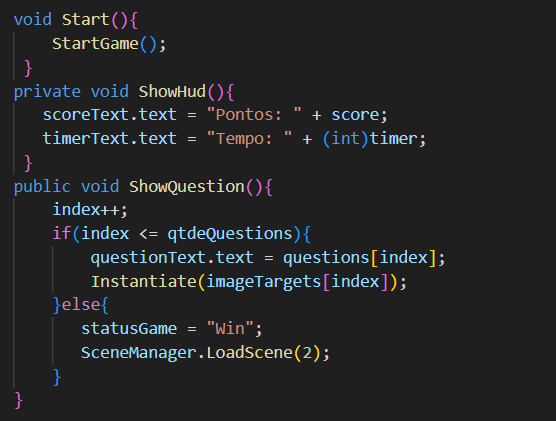 void Start(){
StartGame();
}
private void ShowHud(){
scoreText.text = "Pontos: " + score;
timerText.text = "Tempo: " + (int)timer;
}
public void ShowQuestion(){
index++;
if(index <= qtdeQuestions){
questionText.text = questions[index];
Instantiate(imageTargets[index]);
}else{
statusGame = "Win";
SceneManager.LoadScene(2);
}
}